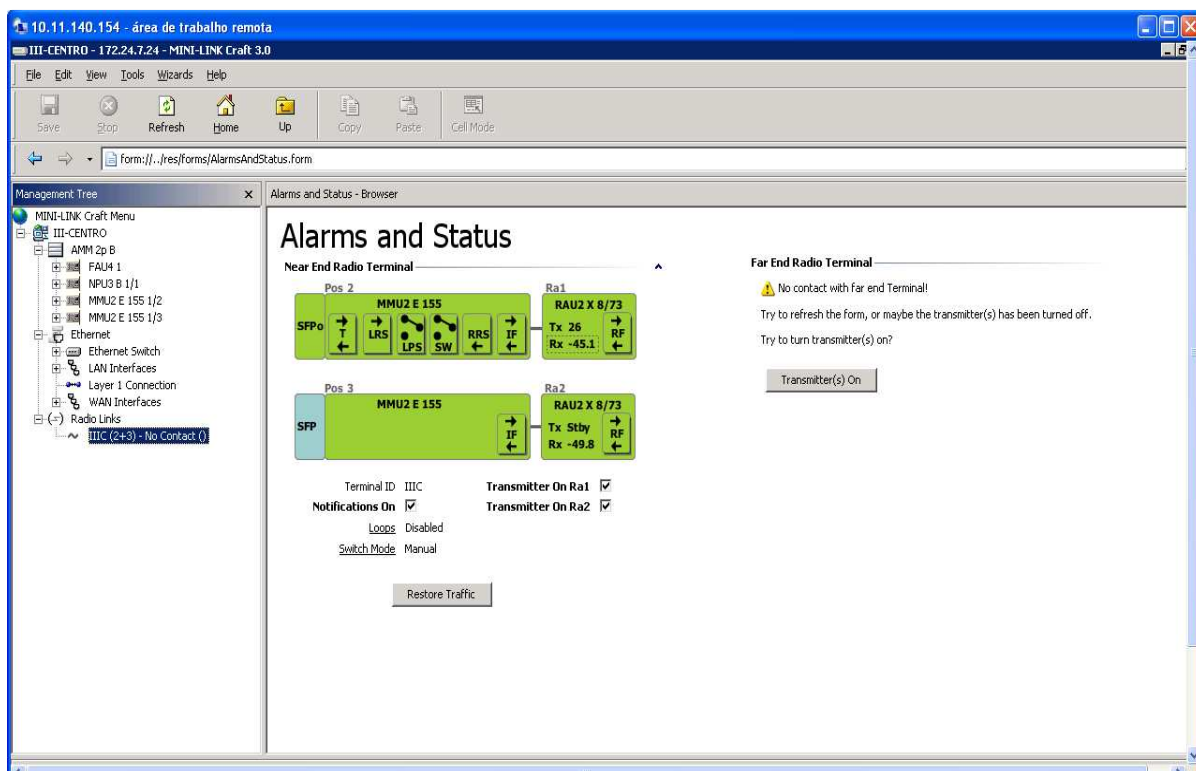 10.11.140.154 - área de trabalho remota
III-CENTRO - 172.24.7.24 - MINI-LINK Craft 3.0
File Edit View Tools Wizards Help
Save Stop Refresh Home Up Copy Paste Cell Mode
form://../res/forms/AlarmsAndStatus.form
Management Tree x
MINI-LINK Craft Menu
III-CENTRO
AMM 2p B
FAU4 1
NPU3 B 1/1
MMU2 E 155 1/2
MMU2 E 155 1/3
Ethernet
Ethernet Switch
LAN Interfaces
Layer 1 Connection
WAN Interfaces
Radio Links
IIIC (2+3) - No Contact ()
Alarms and Status - Browser
Alarms and Status
Near End Radio Terminal
Pos 2 Ra1
MMU2 E 155 RAU2 X 8/73
SFPo T LRS LPS SW RRS IF Tx 26 RF
Rx -45.1
Pos 3 Ra2
MMU2 E 155 RAU2 X 8/73
SFP IF Tx Stby RF
Rx -49.8
Terminal ID IIIC Transmitter On Ra1
Notifications On Transmitter On Ra2
Loops Disabled
Switch Mode Manual
Restore Traffic
Far End Radio Terminal
No contact with far end Terminal!
Try to refresh the form, or maybe the transmitter(s) has been turned off.
Try to turn transmitter(s) on?
Transmitter(s) On